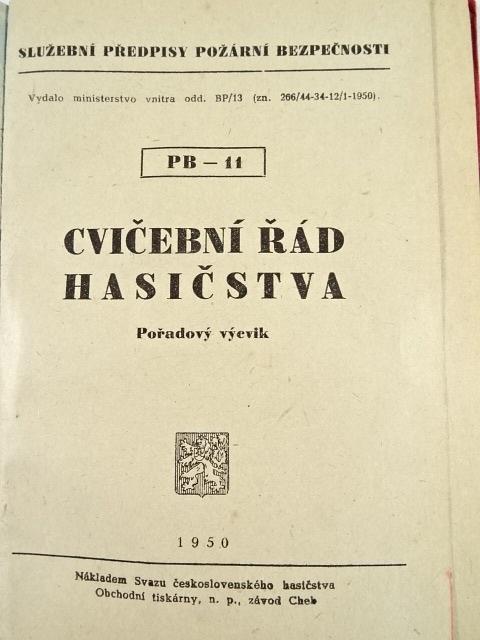 SLUŽEBNÍ PŘEDPISY POŽÁRNÍ BEZPEČNOSTI
Vydalo ministerstvo vnitra odd. BP/13 (zn. 266/44-34-12/1-1950).
PB – 11
CVIČEBNÍ ŘÁD
HASIČSTVA
Pořadový výcvik
1950
Nákladem Svazu československého hasičstva
Obchodní tiskárny, n. p., závod Cheb